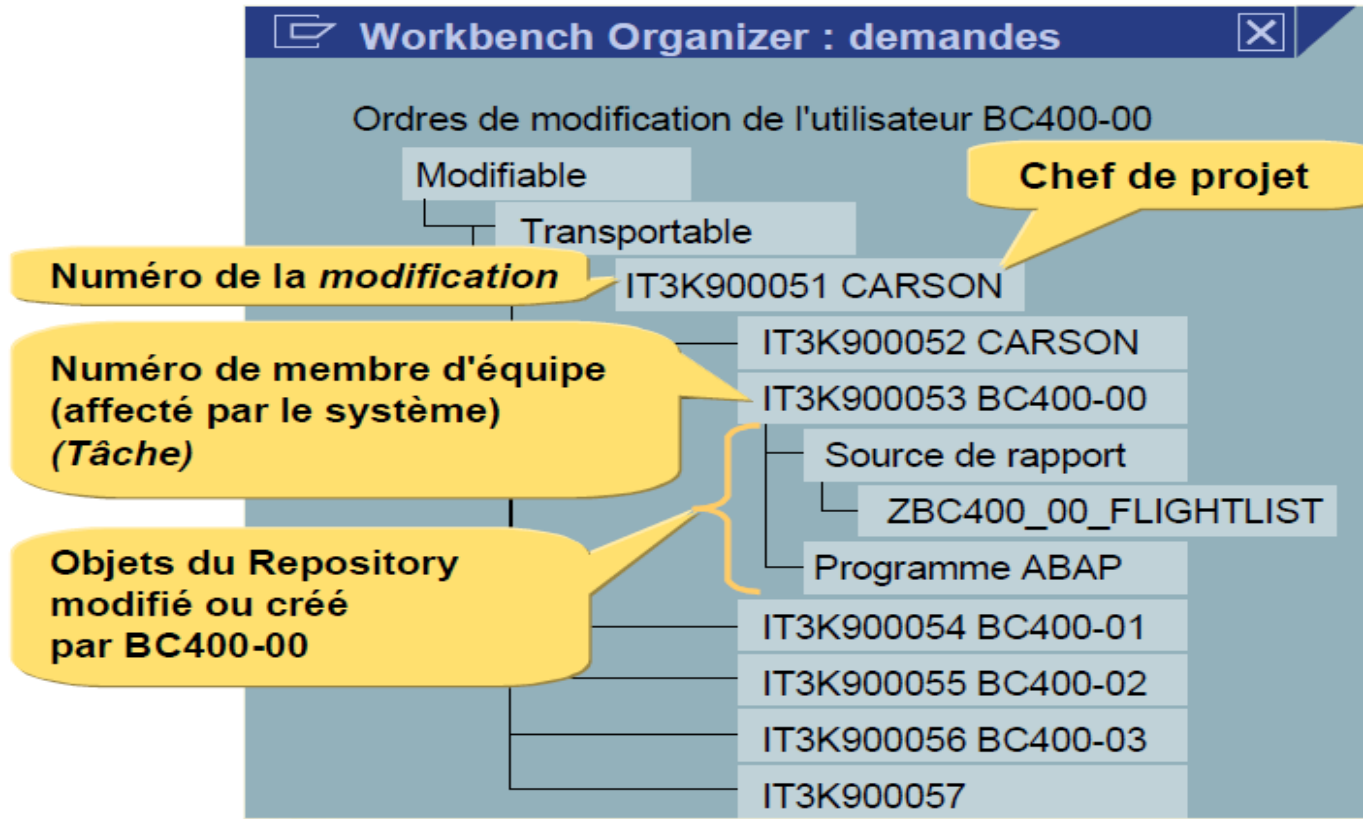 Workbench Organizer : demandes
Ordres de modification de l'utilisateur BC400-00
Modifiable
Chef de projet
Transportable
Numéro de la modification
IT3K900051 CARSON
IT3K900052 CARSON
Numéro de membre d'équipe
(affecté par le système)
(Tâche)
IT3K900053 BC400-00
Source de rapport
ZBC400_00_FLIGHTLIST
Programme ABAP
Objets du Repository
modifié ou créé
par BC400-00
IT3K900054 BC400-01
IT3K900055 BC400-02
IT3K900056 BC400-03
IT3K900057